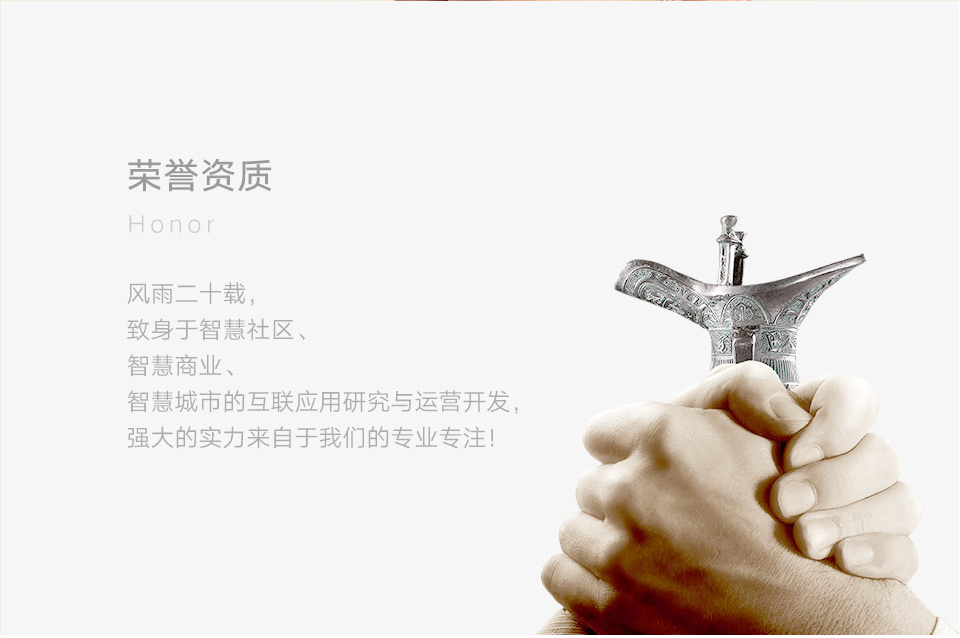 荣誉资质
Honor
风雨二十载，
致身于智慧社区、
智慧商业、
智慧城市的互联应用研究与运营开发，
强大的实力来自于我们的专业专注！